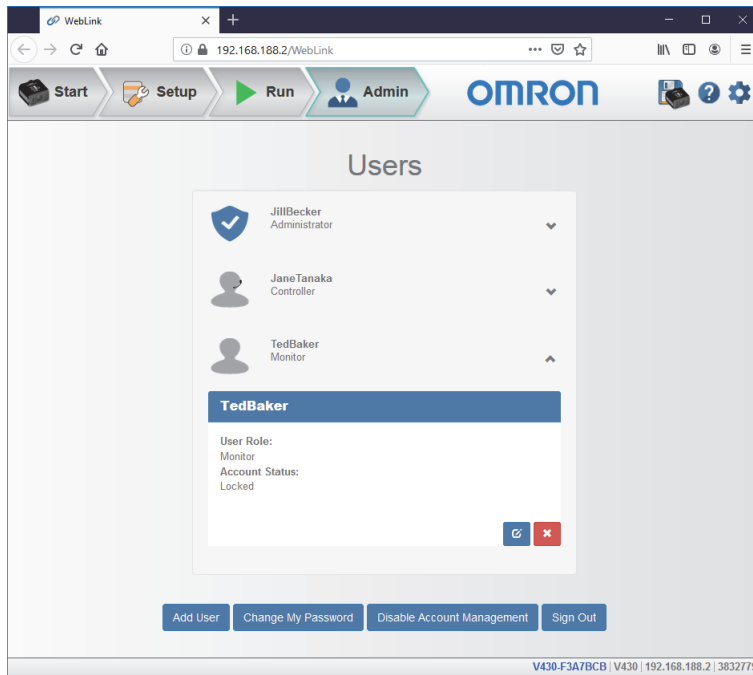 WebLink
192.168.188.2/WebLink
Start
Setup
Run
Admin
OMRON
Users
JillBecker
Administrator
JaneTanaka
Controller
TedBaker
Monitor
TedBaker
User Role:
Monitor
Account Status:
Locked
Add User
Change My Password
Disable Account Management
Sign Out
V430-F3A7BCB | V430 | 192.168.188.2 |